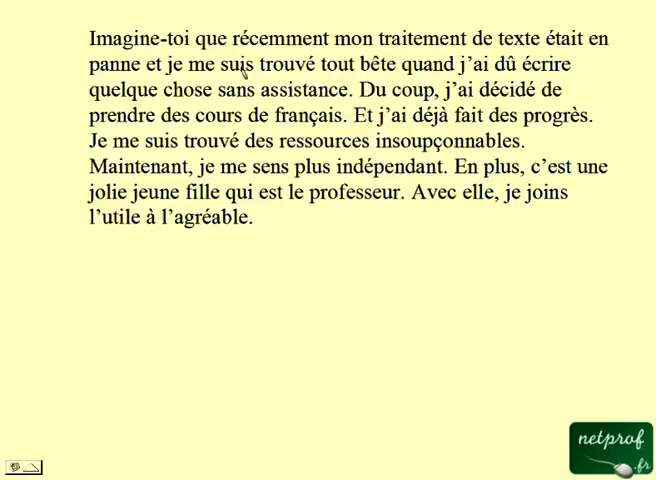 Imagine-toi que récemment mon traitement de texte était en
panne et je me suis trouvé tout bête quand j’ai dû écrire
quelque chose sans assistance. Du coup, j’ai décidé de
prendre des cours de français. Et j’ai déjà fait des progrès.
Je me suis trouvé des ressources insoupçonnables.
Maintenant, je me sens plus indépendant. En plus, c’est une
jolie jeune fille qui est le professeur. Avec elle, je joins
l’utile à l’agréable.
netprof
.fr